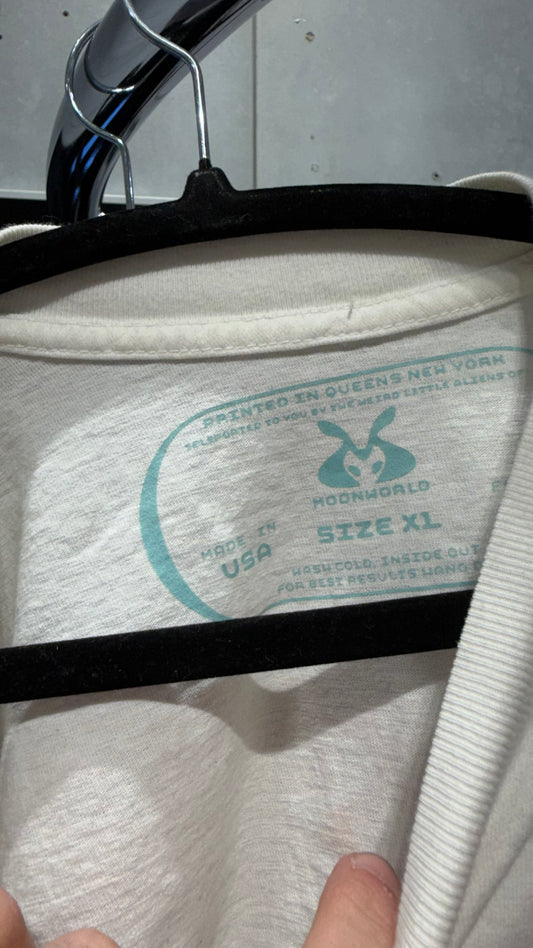 PRINTED IN QUEENS NEW YORK
TELEPORTED TO YOU BY THE WEIRD LITTLE ALIENS OF
MOONWORLD
MADE IN
USA
SIZE XL
WASH COLD, INSIDE OUT
FOR BEST RESULTS HANG